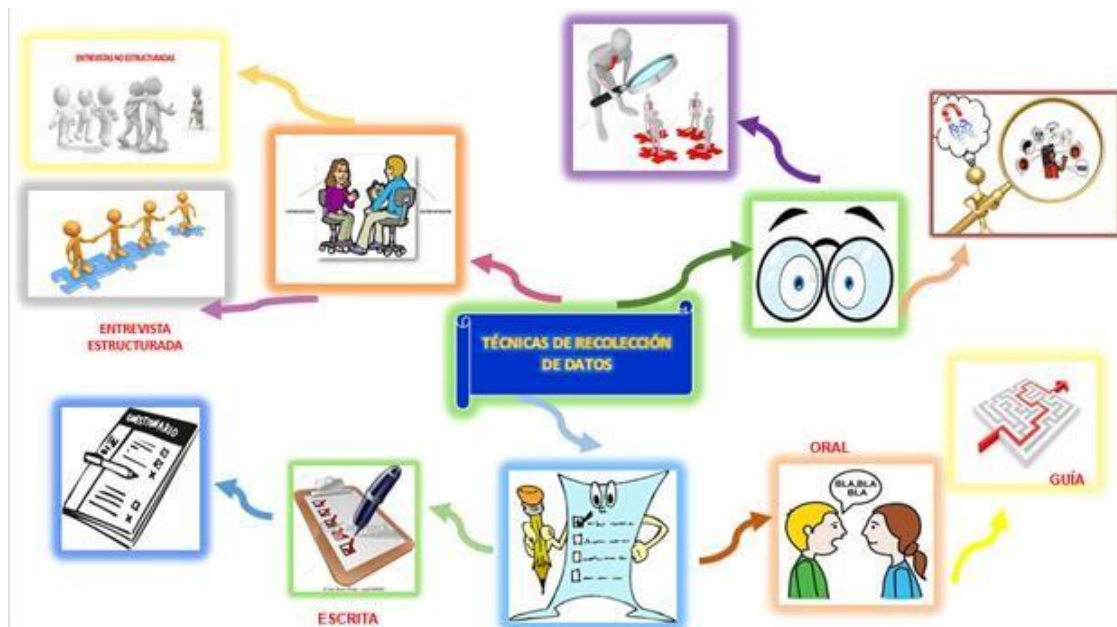 ENTREVISTAS NO ESTRUCTURADAS
ENTREVISTA
ESTRUCTURADA
TÉCNICAS DE RECOLECCIÓN
DE DATOS
CUESTIONARIO
ESCRITA
ORAL
BLA,BLA
BLA
GUÍA